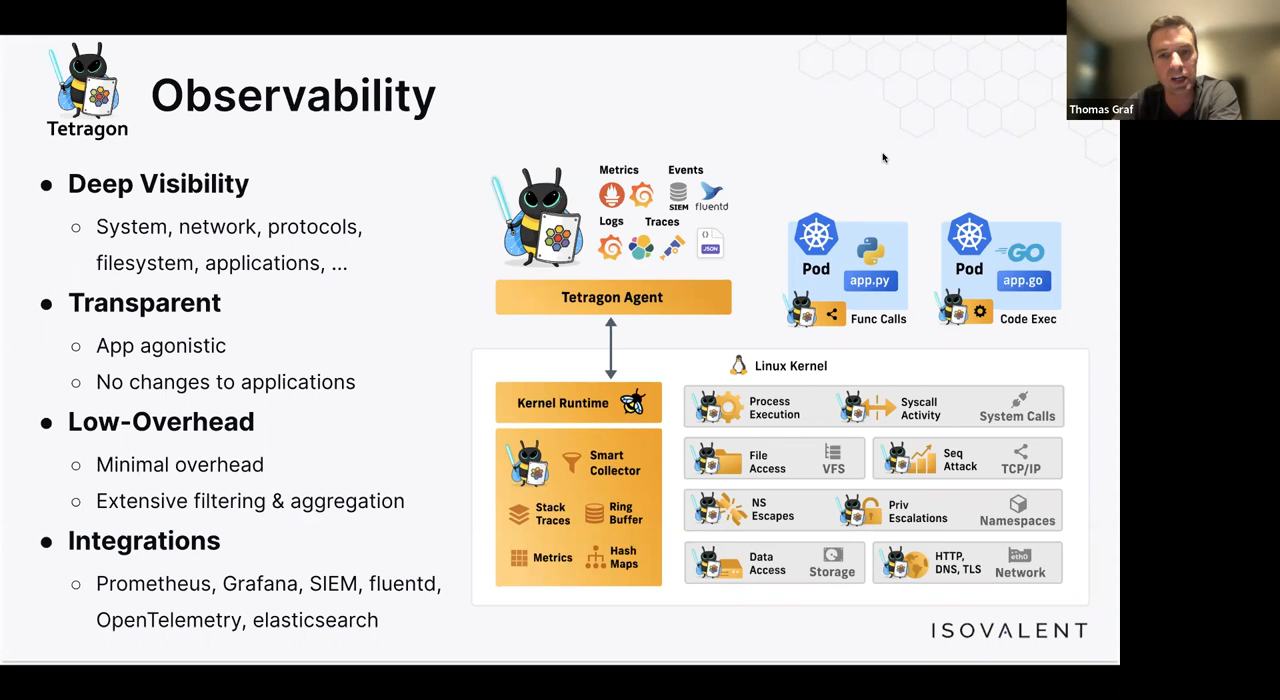 Thomas Graf
Tetragon
Observability
● Deep Visibility
○ System, network, protocols,
filesystem, applications, ...
● Transparent
○ App agonistic
○ No changes to applications
● Low-Overhead
○ Minimal overhead
○ Extensive filtering & aggregation
● Integrations
○ Prometheus, Grafana, SIEM, fluentd,
OpenTelemetry, elasticsearch
Metrics
Events
SIEM
fluentd
Logs
Traces
{}
JSON
Tetragon Agent
Pod
app.py
Func Calls
Pod
GO
app.go
Code Exec
Linux Kernel
Kernel Runtime
Smart
Collector
Stack
Traces
Ring
Buffer
Metrics
Hash
Maps
Process
Execution
Syscall
Activity
System Calls
File
Access
VFS
Seq
Attack
TCP/IP
NS
Escapes
Priv
Escalations
Namespaces
Data
Access
Storage
HTTP,
DNS, TLS
eth0
Network
ISOVALENT